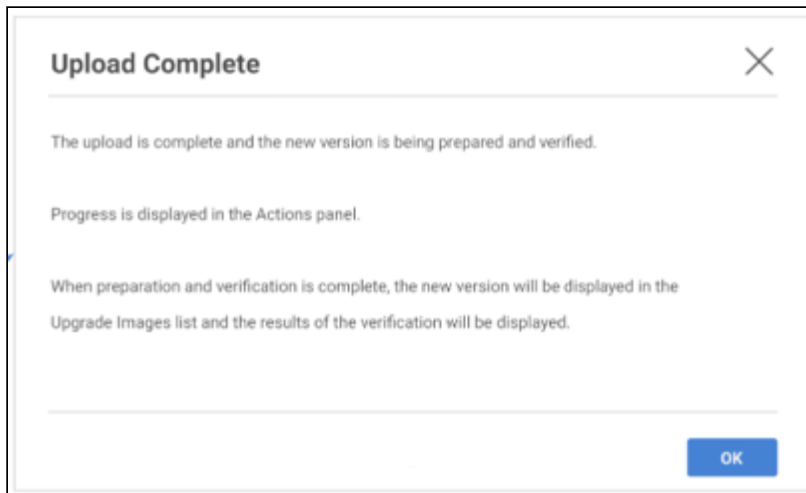 Upload Complete
The upload is complete and the new version is being prepared and verified.
Progress is displayed in the Actions panel.
When preparation and verification is complete, the new version will be displayed in the
Upgrade Images list and the results of the verification will be displayed.
OK